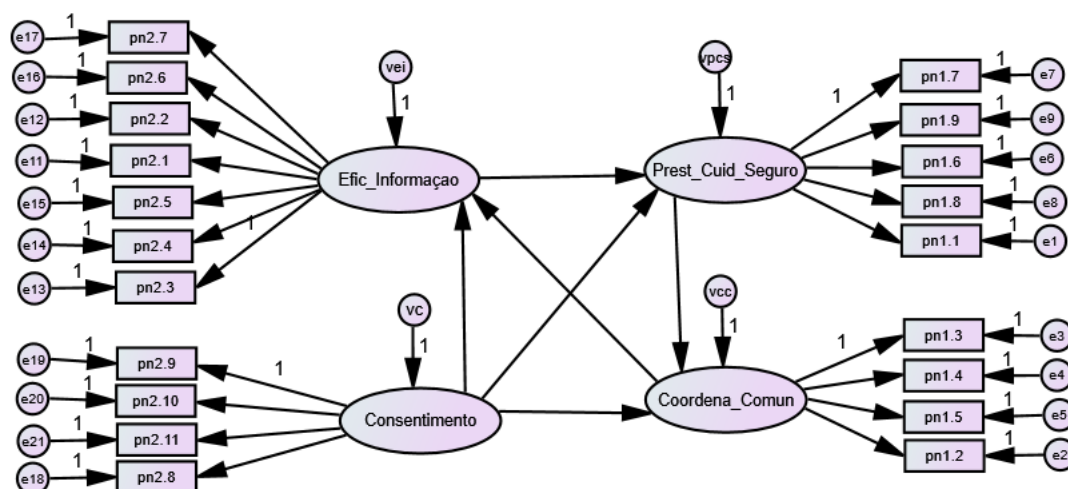 e17 1 pn2.7
e16 1 pn2.6
e12 1 pn2.2
e11 1 pn2.1
e15 1 pn2.5
e14 1 pn2.4
e13 1 pn2.3
1
vei
1
Efic_Informaçao
vpcs
1
Prest_Cuid_Seguro
1
pn1.7 1 e7
pn1.9 1 e9
pn1.6 1 e6
pn1.8 1 e8
pn1.1 1 e1
e19 1 pn2.9
e20 1 pn2.10
e21 1 pn2.11
e18 1 pn2.8
1
vc
1
Consentimento
vcc
1
Coordena_Comun
1
pn1.3 1 e3
pn1.4 1 e4
pn1.5 1 e5
pn1.2 1 e2